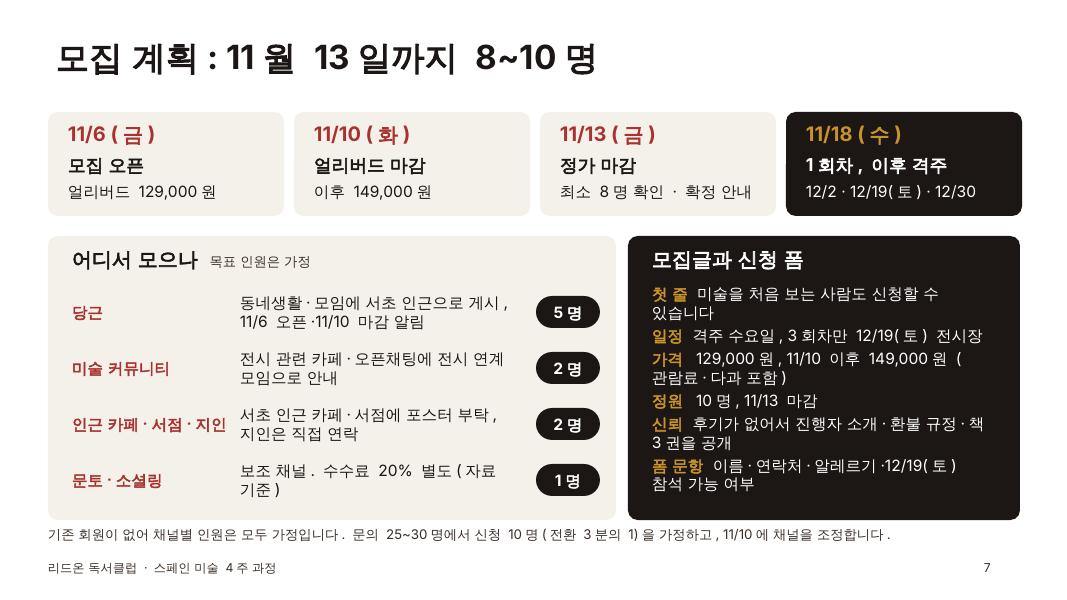 모집 계획 : 11 월 13 일까지 8~10 명
11/6 ( 금 )
모집 오픈
얼리버드 129,000 원
11/10 ( 화 )
얼리버드 마감
이후 149,000 원
11/13 ( 금 )
정가 마감
최소 8 명 확인 · 확정 안내
11/18 ( 수 )
1 회차 , 이후 격주
12/2 · 12/19( 토 ) · 12/30
어디서 모으나 목표 인원은 가정
당근
동네생활 · 모임에 서초 인근으로 게시 ,
11/6 오픈 ·11/10 마감 알림
5 명
미술 커뮤니티
전시 관련 카페 · 오픈채팅에 전시 연계
모임으로 안내
2 명
인근 카페 · 서점 · 지인
서초 인근 카페 · 서점에 포스터 부탁 ,
지인은 직접 연락
2 명
문토 · 소셜링
보조 채널 . 수수료 20% 별도 ( 자료
기준 )
1 명
모집글과 신청 폼
첫 줄 미술을 처음 보는 사람도 신청할 수
있습니다
일정 격주 수요일 , 3 회차만 12/19( 토 ) 전시장
가격 129,000 원 , 11/10 이후 149,000 원 (
관람료 · 다과 포함 )
정원 10 명 , 11/13 마감
신뢰 후기가 없어서 진행자 소개 · 환불 규정 · 책
3 권을 공개
폼 문항 이름 · 연락처 · 알레르기 ·12/19( 토 )
참석 가능 여부
기존 회원이 없어 채널별 인원은 모두 가정입니다 . 문의 25~30 명에서 신청 10 명 ( 전환 3 분의 1) 을 가정하고 , 11/10 에 채널을 조정합니다 .
리드온 독서클럽 · 스페인 미술 4 주 과정
7